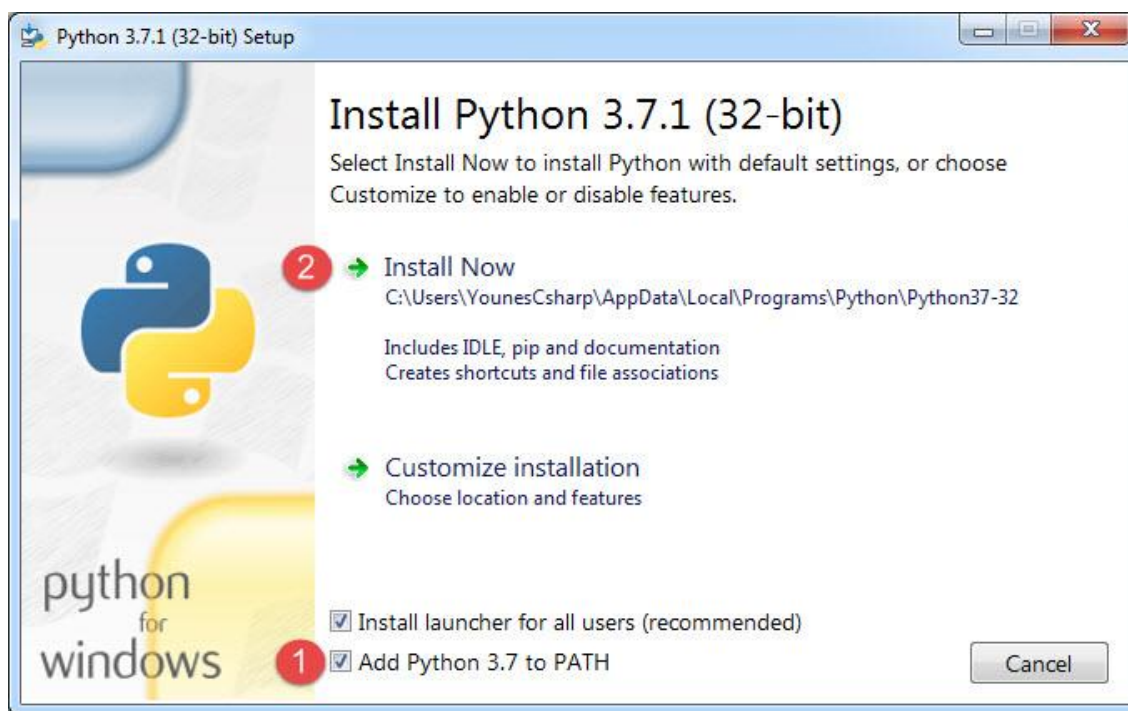 Python 3.7.1 (32-bit) Setup
Install Python 3.7.1 (32-bit)
Select Install Now to install Python with default settings, or choose
Customize to enable or disable features.
2
Install Now
C:\Users\YounesCsharp\AppData\Local\Programs\Python\Python37-32
Includes IDLE, pip and documentation
Creates shortcuts and file associations
Customize installation
Choose location and features
python
for
windows
Install launcher for all users (recommended)
1
Add Python 3.7 to PATH
Cancel